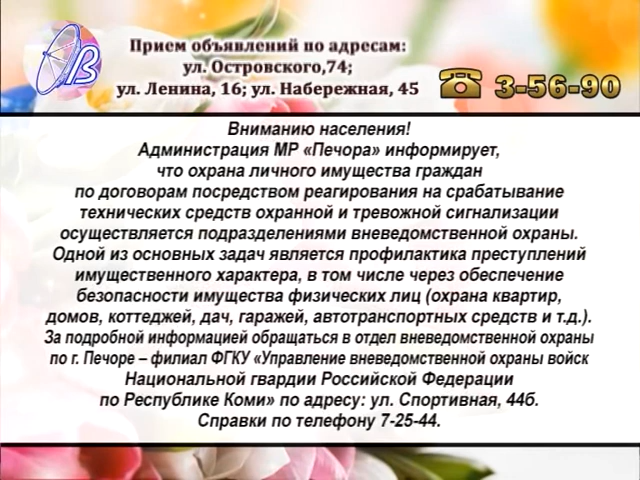 В
Прием объявлений по адресам:
ул. Островского,74;
ул. Ленина, 16; ул. Набережная, 45
☎ 3-56-90
Вниманию населения!
Администрация МР «Печора» информирует,
что охрана личного имущества граждан
по договорам посредством реагирования на срабатывание
технических средств охранной и тревожной сигнализации
осуществляется подразделениями вневедомственной охраны.
Одной из основных задач является профилактика преступлений
имущественного характера, в том числе через обеспечение
безопасности имущества физических лиц (охрана квартир,
домов, коттеджей, дач, гаражей, автотранспортных средств и т.д.).
За подробной информацией обращаться в отдел вневедомственной охраны
по г. Печоре – филиал ФГКУ «Управление вневедомственной охраны войск
Национальной гвардии Российской Федерации
по Республике Коми» по адресу: ул. Спортивная, 44б.
Справки по телефону 7-25-44.